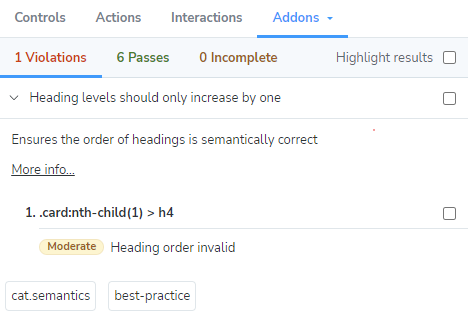 Controls Actions Interactions Addons
1 Violations 6 Passes 0 Incomplete Highlight results
Heading levels should only increase by one
Ensures the order of headings is semantically correct
More info...
1. .card:nth-child(1) > h4
Moderate Heading order invalid
cat.semantics best-practice